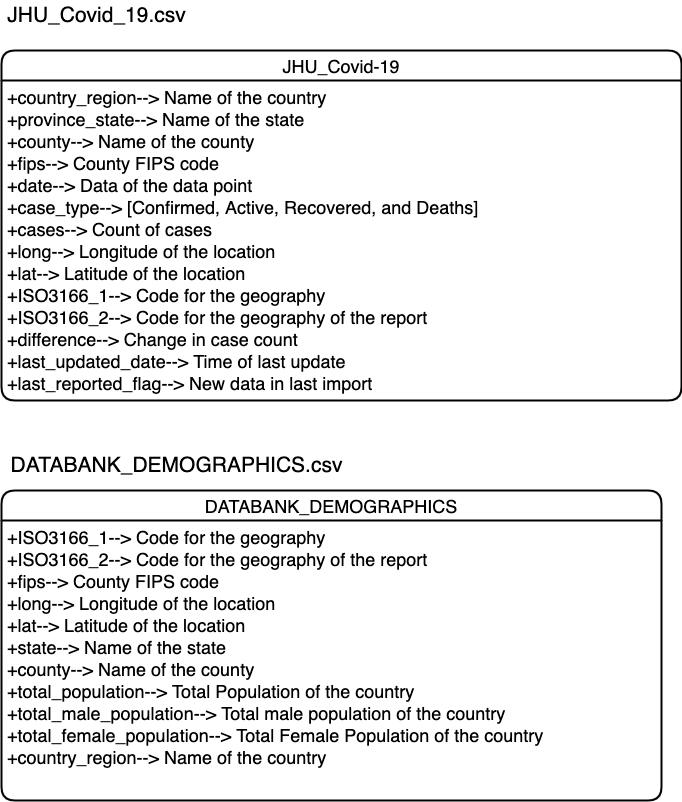 JHU_Covid_19.csv
JHU_Covid-19
+country_region--> Name of the country
+province_state--> Name of the state
+county--> Name of the county
+fips--> County FIPS code
+date--> Data of the data point
+case_type--> [Confirmed, Active, Recovered, and Deaths]
+cases--> Count of cases
+long--> Longitude of the location
+lat--> Latitude of the location
+ISO3166_1--> Code for the geography
+ISO3166_2--> Code for the geography of the report
+difference--> Change in case count
+last_updated_date--> Time of last update
+last_reported_flag--> New data in last import
DATABANK_DEMOGRAPHICS.csv
DATABANK_DEMOGRAPHICS
+ISO3166_1--> Code for the geography
+ISO3166_2--> Code for the geography of the report
+fips--> County FIPS code
+long--> Longitude of the location
+lat--> Latitude of the location
+state--> Name of the state
+county--> Name of the county
+total_population--> Total Population of the country
+total_male_population--> Total male population of the country
+total_female_population--> Total Female Population of the country
+country_region--> Name of the country